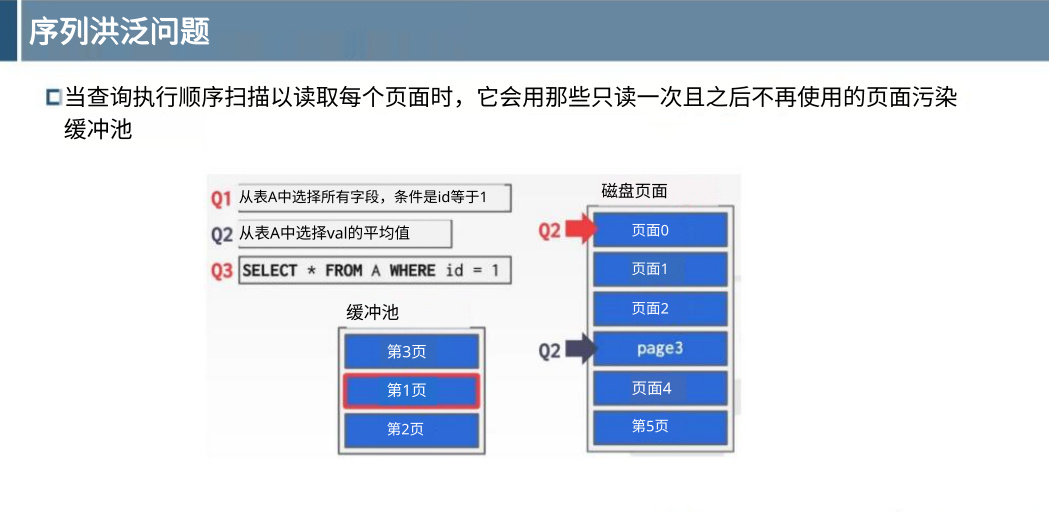 序列洪泛问题
当查询执行顺序扫描以读取每个页面时，它会用那些只读一次且之后不再使用的页面污染
缓冲池
Q1 从表A中选择所有字段，条件是id等于1
Q2 从表A中选择val的平均值
Q3 SELECT * FROM A WHERE id = 1
缓冲池
第3页
第1页
第2页
磁盘页面
Q2 页面0
页面1
页面2
Q2 page3
页面4
第5页